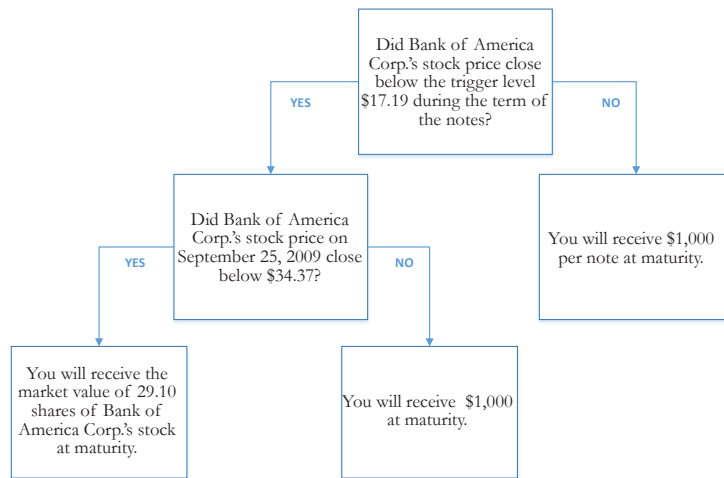 Did Bank of America
Corp.'s stock price close
below the trigger level
$17.19 during the term of
the notes?
YES
NO
Did Bank of America
Corp.'s stock price on
September 25, 2009 close
below $34.37?
You will receive $1,000
per note at maturity.
YES
NO
You will receive the
market value of 29.10
shares of Bank of
America Corp.'s stock
at maturity.
You will receive $1,000
at maturity.